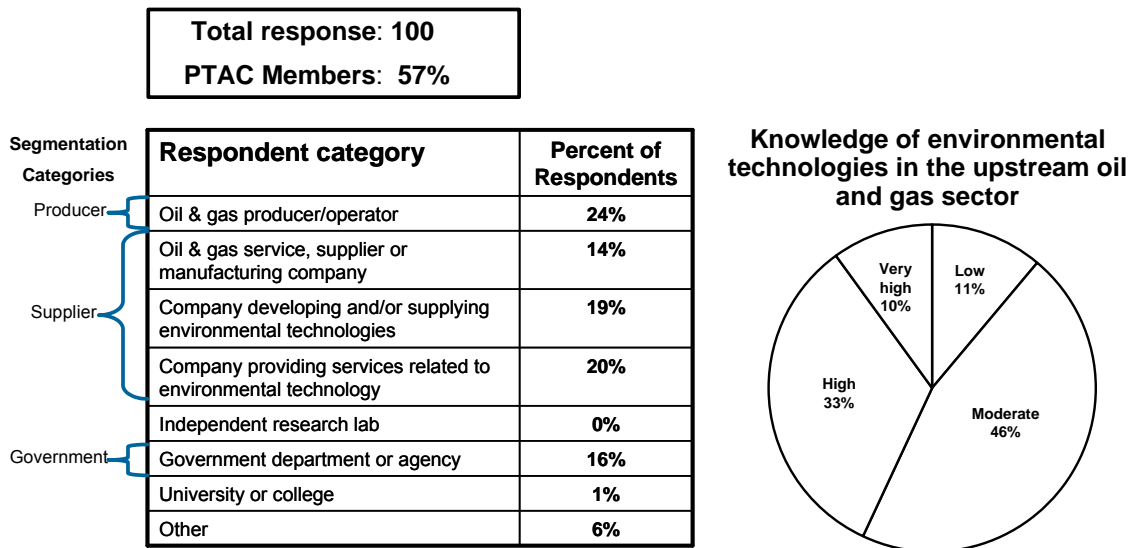 Total response: 100
PTAC Members: 57%
Segmentation
Categories
Producer
Supplier
Government
Respondent category
Percent of
Respondents
Oil & gas producer/operator
24%
Oil & gas service, supplier or
manufacturing company
14%
Company developing and/or supplying
environmental technologies
19%
Company providing services related to
environmental technology
20%
Independent research lab
0%
Government department or agency
16%
University or college
1%
Other
6%
Knowledge of environmental
technologies in the upstream oil
and gas sector
Very
high
10%
Low
11%
High
33%
Moderate
46%